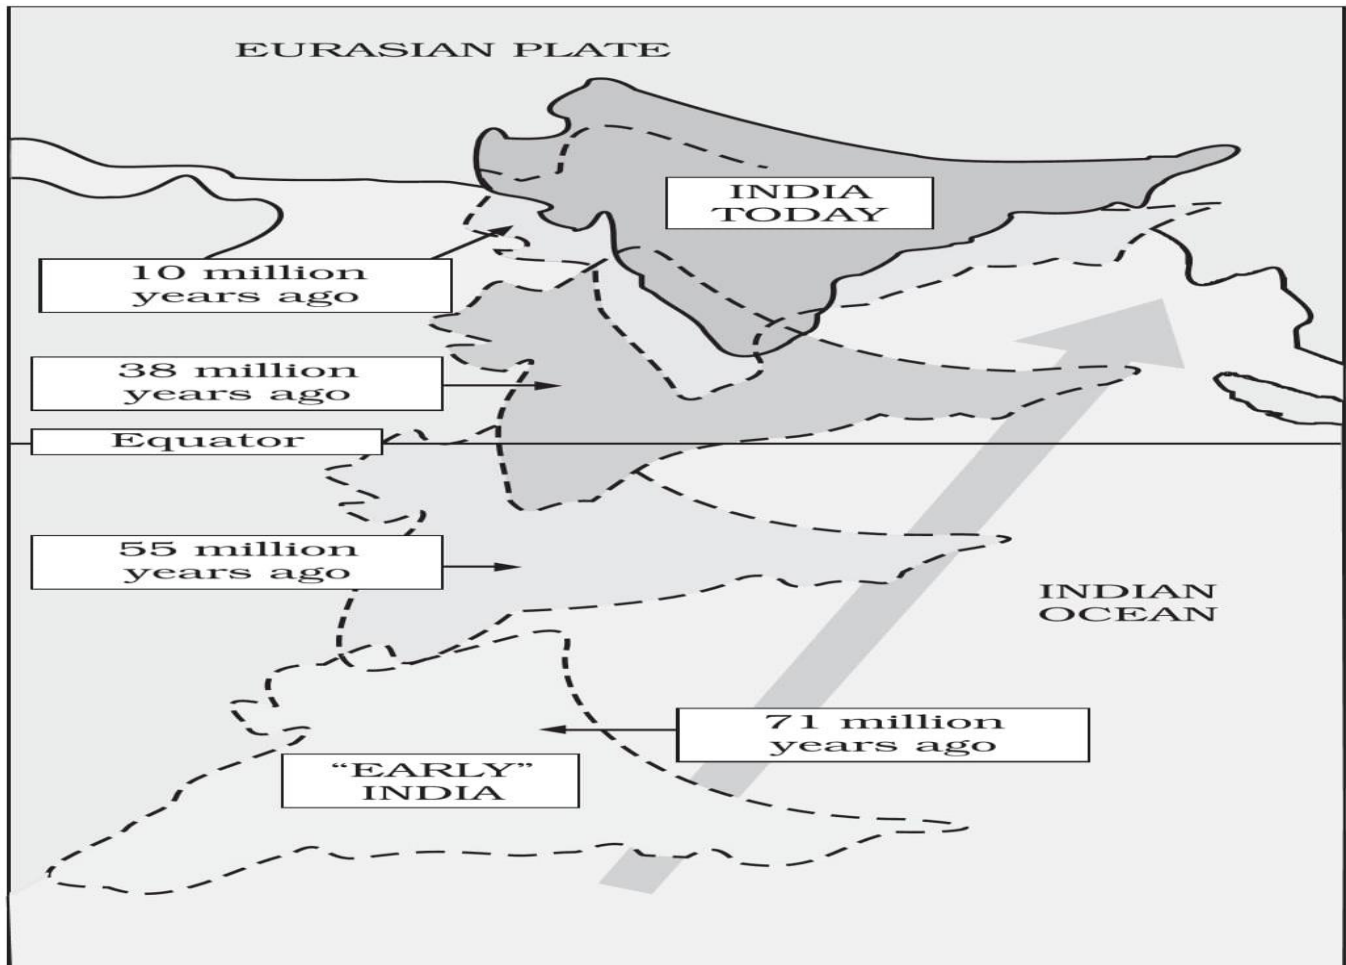 EURASIAN PLATE
INDIA
TODAY
10 million
years ago
38 million
years ago
Equator
55 million
years ago
INDIAN
OCEAN
71 million
years ago
“EARLY”
INDIA